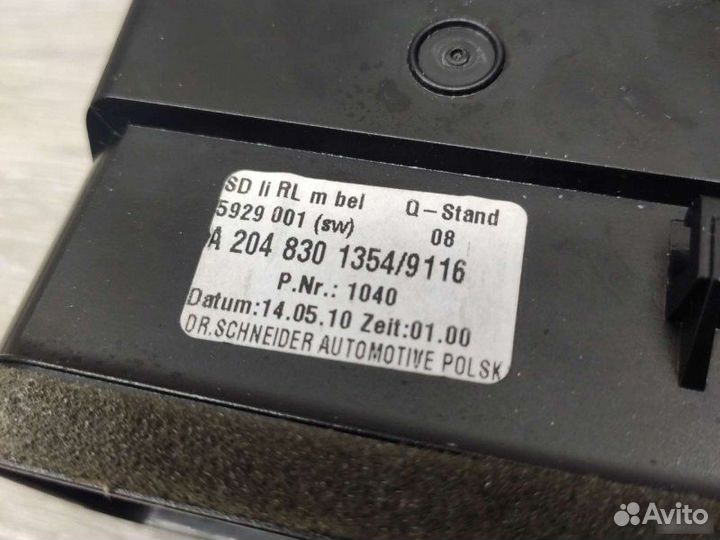 SD li RL m bel Q-Stand
5929 001 (sw) 08
A 204 830 1354/9116
P.Nr.: 1040
Datum:14.05.10 Zeit:01.00
DR.SCHNEIDER AUTOMOTIVE POLSK
Avito